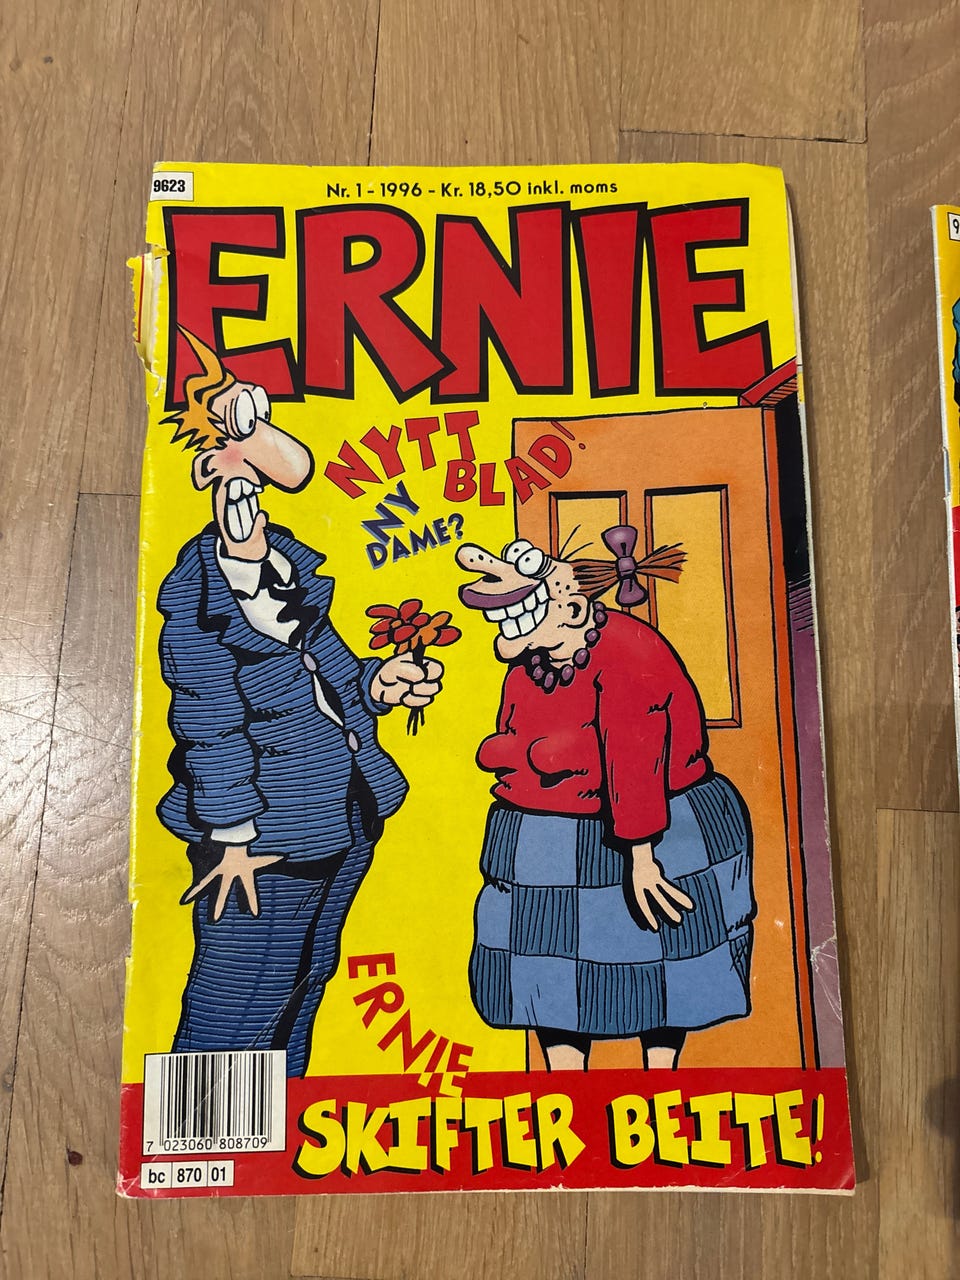 9623
Nr. 1 - 1996 - Kr. 18,50 inkl. moms
ERNIE
NYTT
BLAD!
NY
DAME?
ERNIE
SKIFTER BEITE!
7 023060 808709
bc 870 01
9